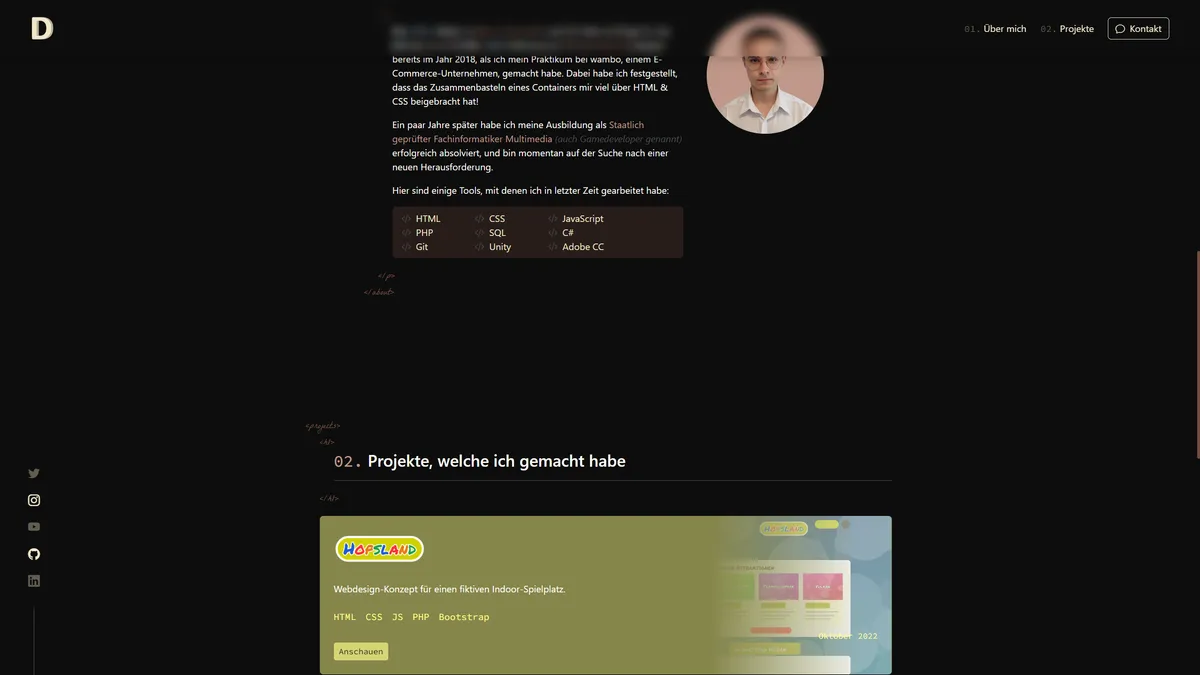 D
01. Über mich
02. Projekte
Kontakt
bereits im Jahr 2018, als ich mein Praktikum bei wambo, einem E-
Commerce-Unternehmen, gemacht habe. Dabei habe ich festgestellt,
dass das Zusammenbasteln eines Containers mir viel über HTML &
CSS beigebracht hat!
Ein paar Jahre später habe ich meine Ausbildung als Staatlich
geprüfter Fachinformatiker Multimedia (auch Gamedeveloper genannt)
erfolgreich absolviert, und bin momentan auf der Suche nach einer
neuen Herausforderung.
Hier sind einige Tools, mit denen ich in letzter Zeit gearbeitet habe:
</> HTML </> CSS </> JavaScript
</> PHP </> SQL </> C#
</> Git </> Unity </> Adobe CC
</p>
</about>
<projects>
<h1>
02. Projekte, welche ich gemacht habe
</h1>
HOPSLAND
Webdesign-Konzept für einen fiktiven Indoor-Spielplatz.
HTML CSS JS PHP Bootstrap
Oktober 2022
Anschauen